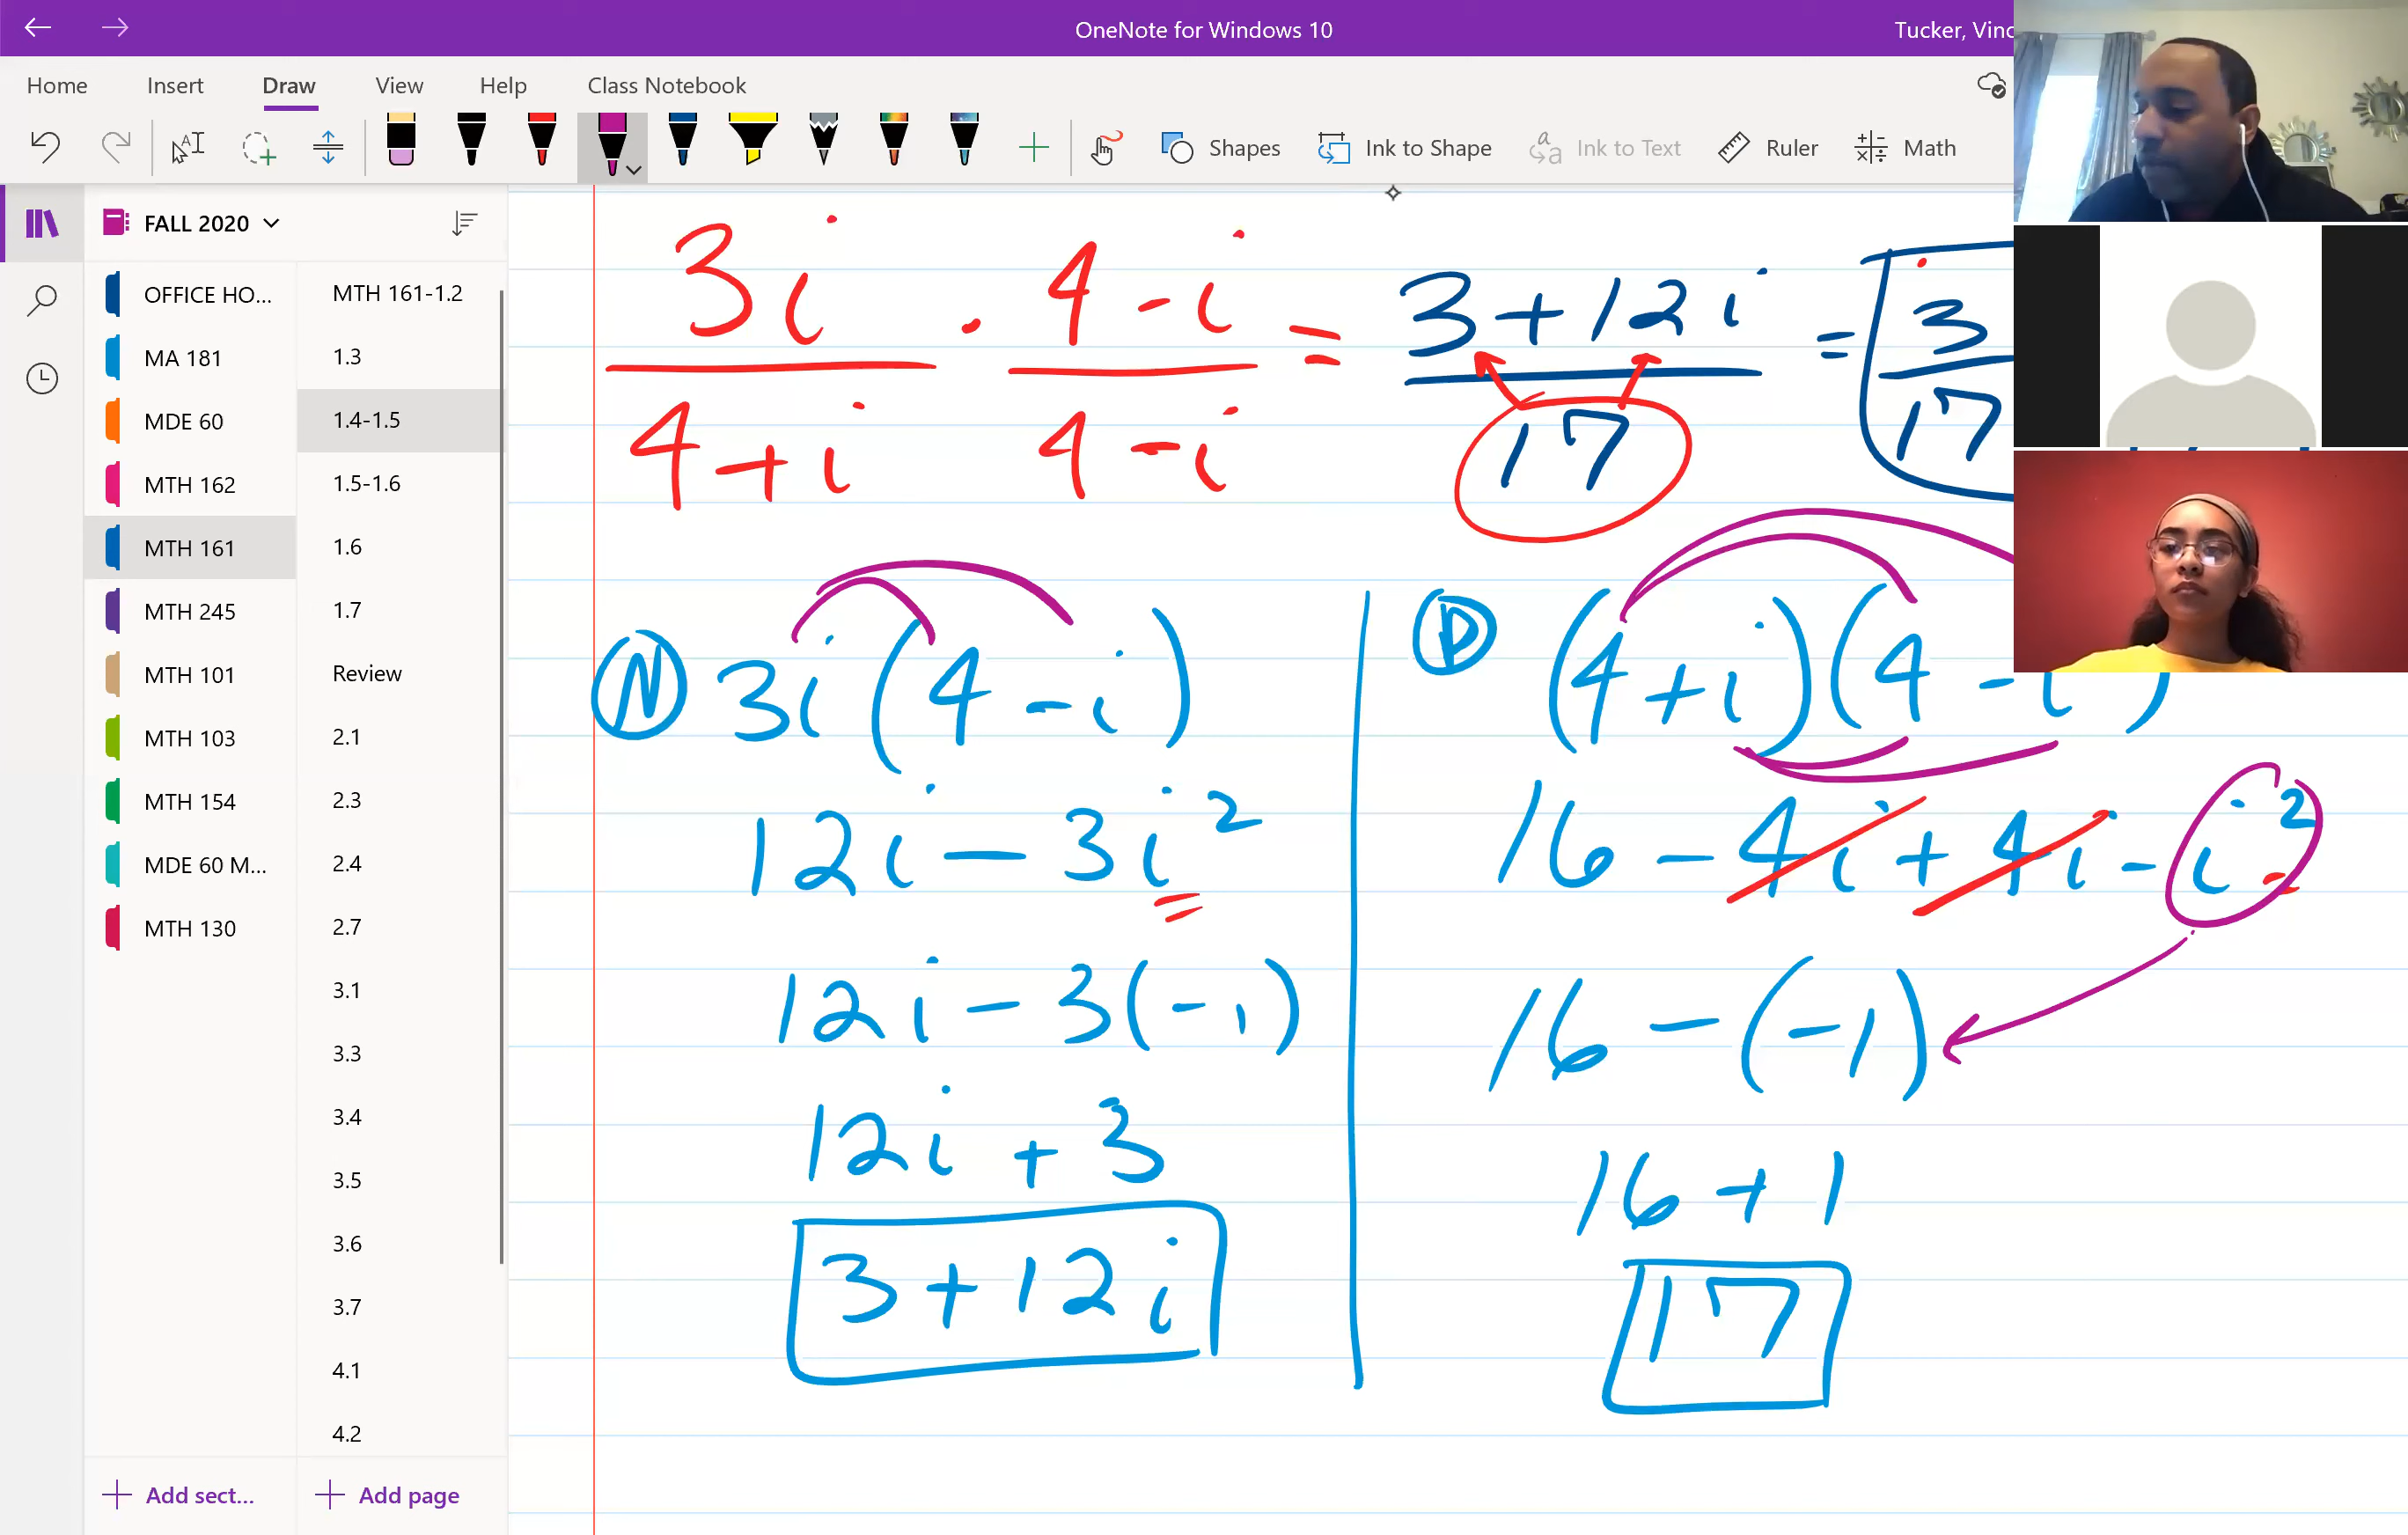 OneNote for Windows 10
Tucker, Vinc
Home Insert Draw View Help Class Notebook
Shapes Ink to Shape Ink to Text Ruler Math
FALL 2020
OFFICE HO...
MA 181
MDE 60
MTH 162
MTH 161
MTH 245
MTH 101
MTH 103
MTH 154
MDE 60 M...
MTH 130
Add sect...
MTH 161-1.2
1.3
1.4-1.5
1.5-1.6
1.6
1.7
Review
2.1
2.3
2.4
2.7
3.1
3.3
3.4
3.5
3.6
3.7
4.1
4.2
Add page
3i/4+i · 4-i/4-i = 3+12i/17 = 3/17
N 3i(4-i)
12i - 3i²
12i - 3(-1)
12i + 3
3+12i
D (4+i)(4-i)
16 - 4i + 4i - i²
16 - (-1)
16 + 1
17